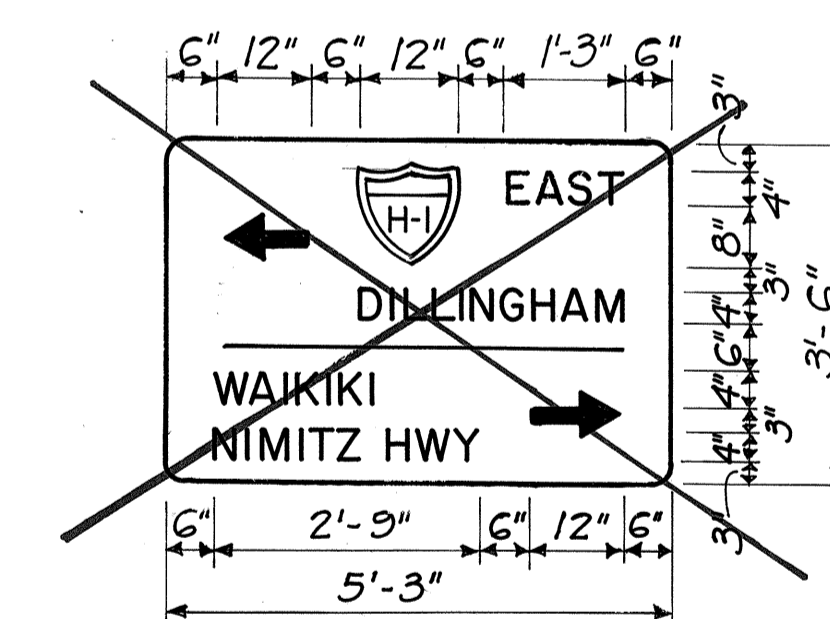 6" 12" 6" 12" 6" 1'-3" 6"
3"
EAST
H-1
4"
8"
3"
DILLINGHAM
4"
6"
3'-6"
WAIKIKI
4"
3"
NIMITZ HWY
4"
3"
6" 2'-9" 6" 12" 6"
5'-3"